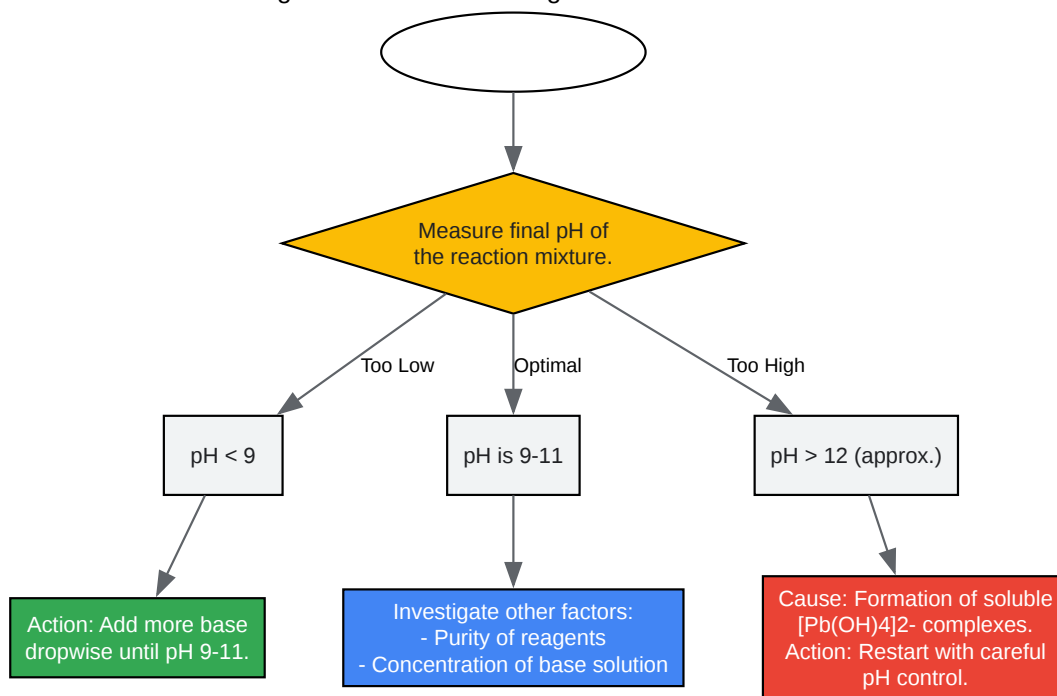 Measure final pH of
the reaction mixture.
Too Low
Optimal
Too High
pH < 9
pH is 9-11
pH > 12 (approx.)
Action: Add more base
dropwise until pH 9-11.
Investigate other factors:
- Purity of reagents
- Concentration of base solution
Cause: Formation of soluble
[Pb(OH)4]2- complexes.
Action: Restart with careful
pH control.